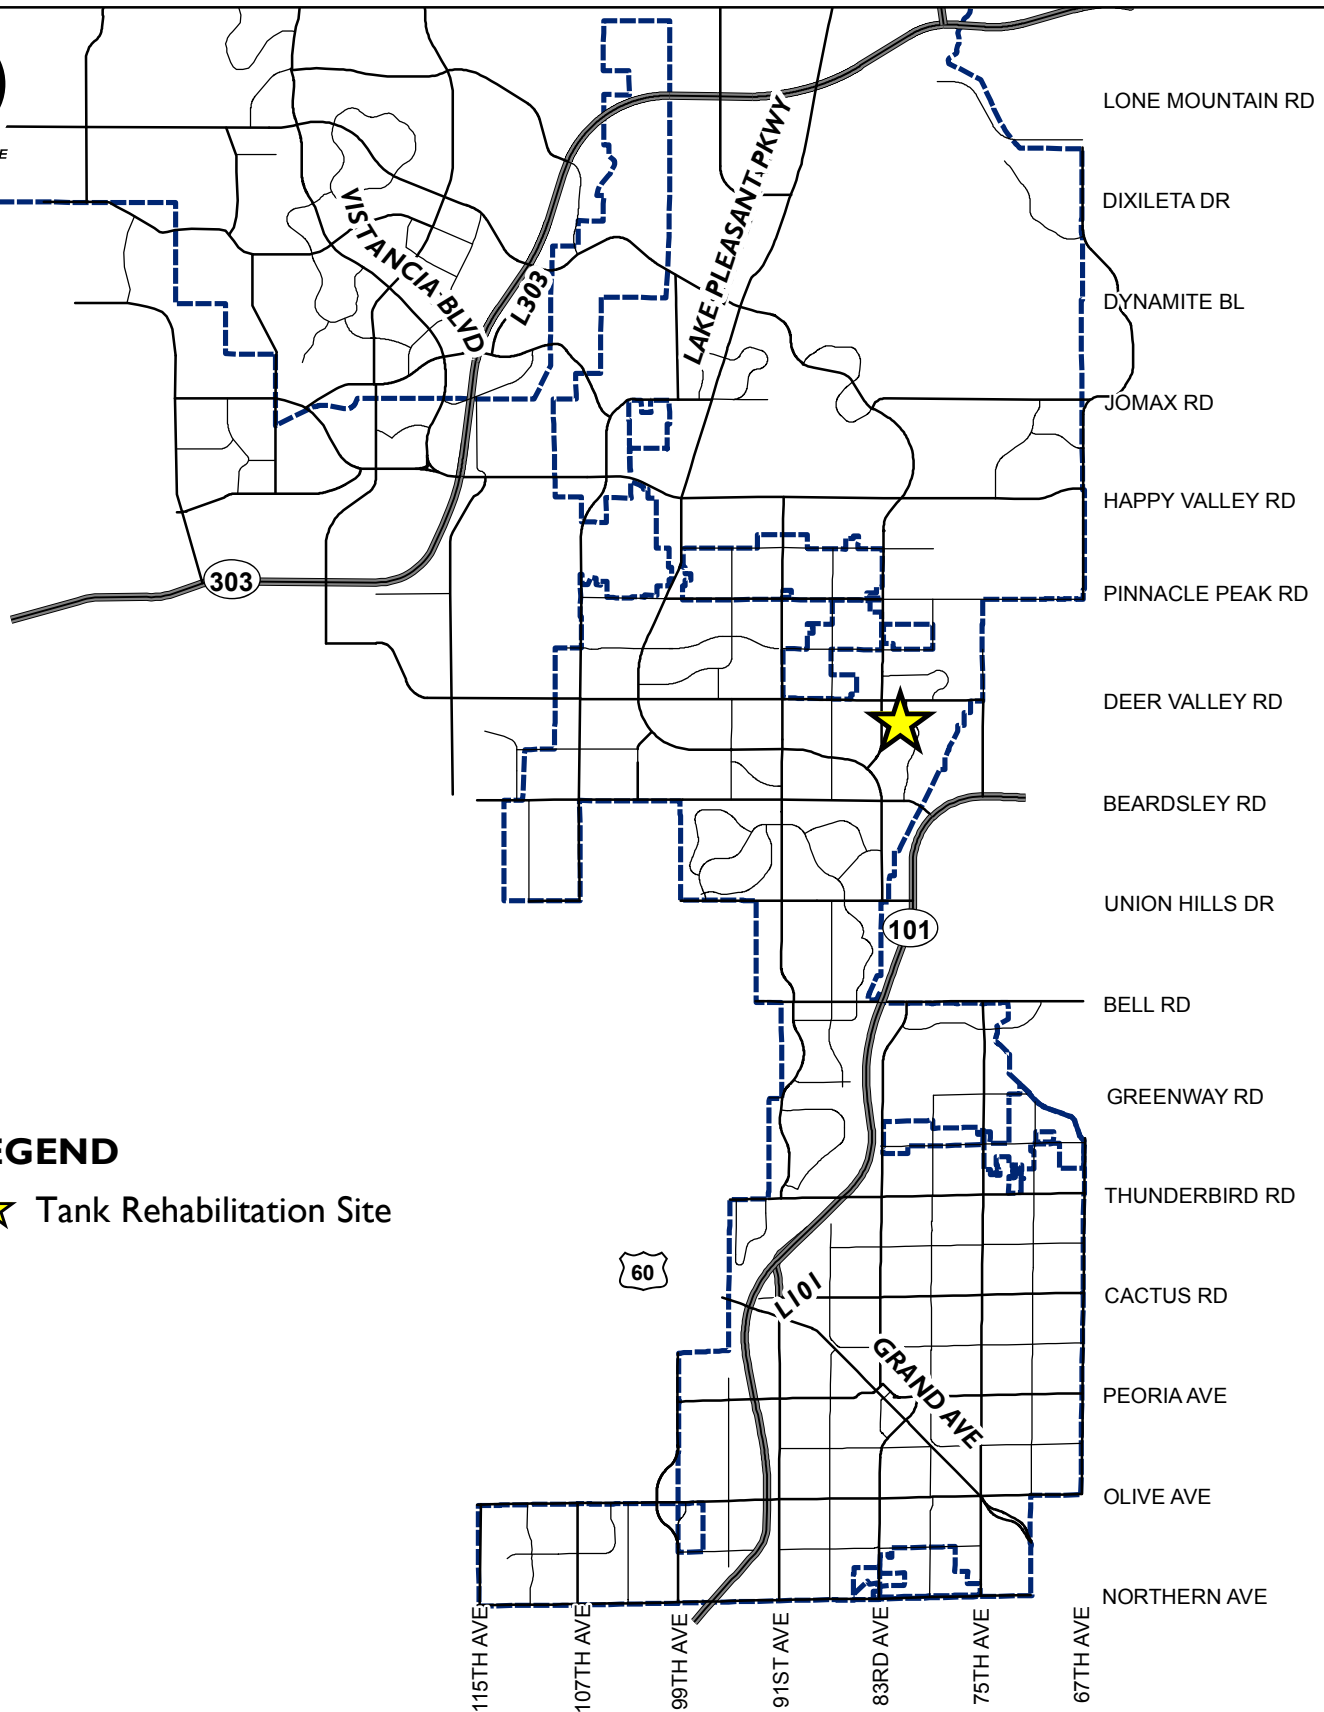 LONE MOUNTAIN RD
E
DIXILETA DR
VISTANCIA BLVD
L303
LAKE PLEASANT PKWY
DYNAMITE BL
JOMAX RD
HAPPY VALLEY RD
303
PINNACLE PEAK RD
DEER VALLEY RD
BEARDSLEY RD
UNION HILLS DR
101
BELL RD
GREENWAY RD
EGEND
Tank Rehabilitation Site
THUNDERBIRD RD
60
L101
CACTUS RD
GRAND AVE
PEORIA AVE
OLIVE AVE
NORTHERN AVE
115TH AVE
107TH AVE
99TH AVE
91ST AVE
83RD AVE
75TH AVE
67TH AVE